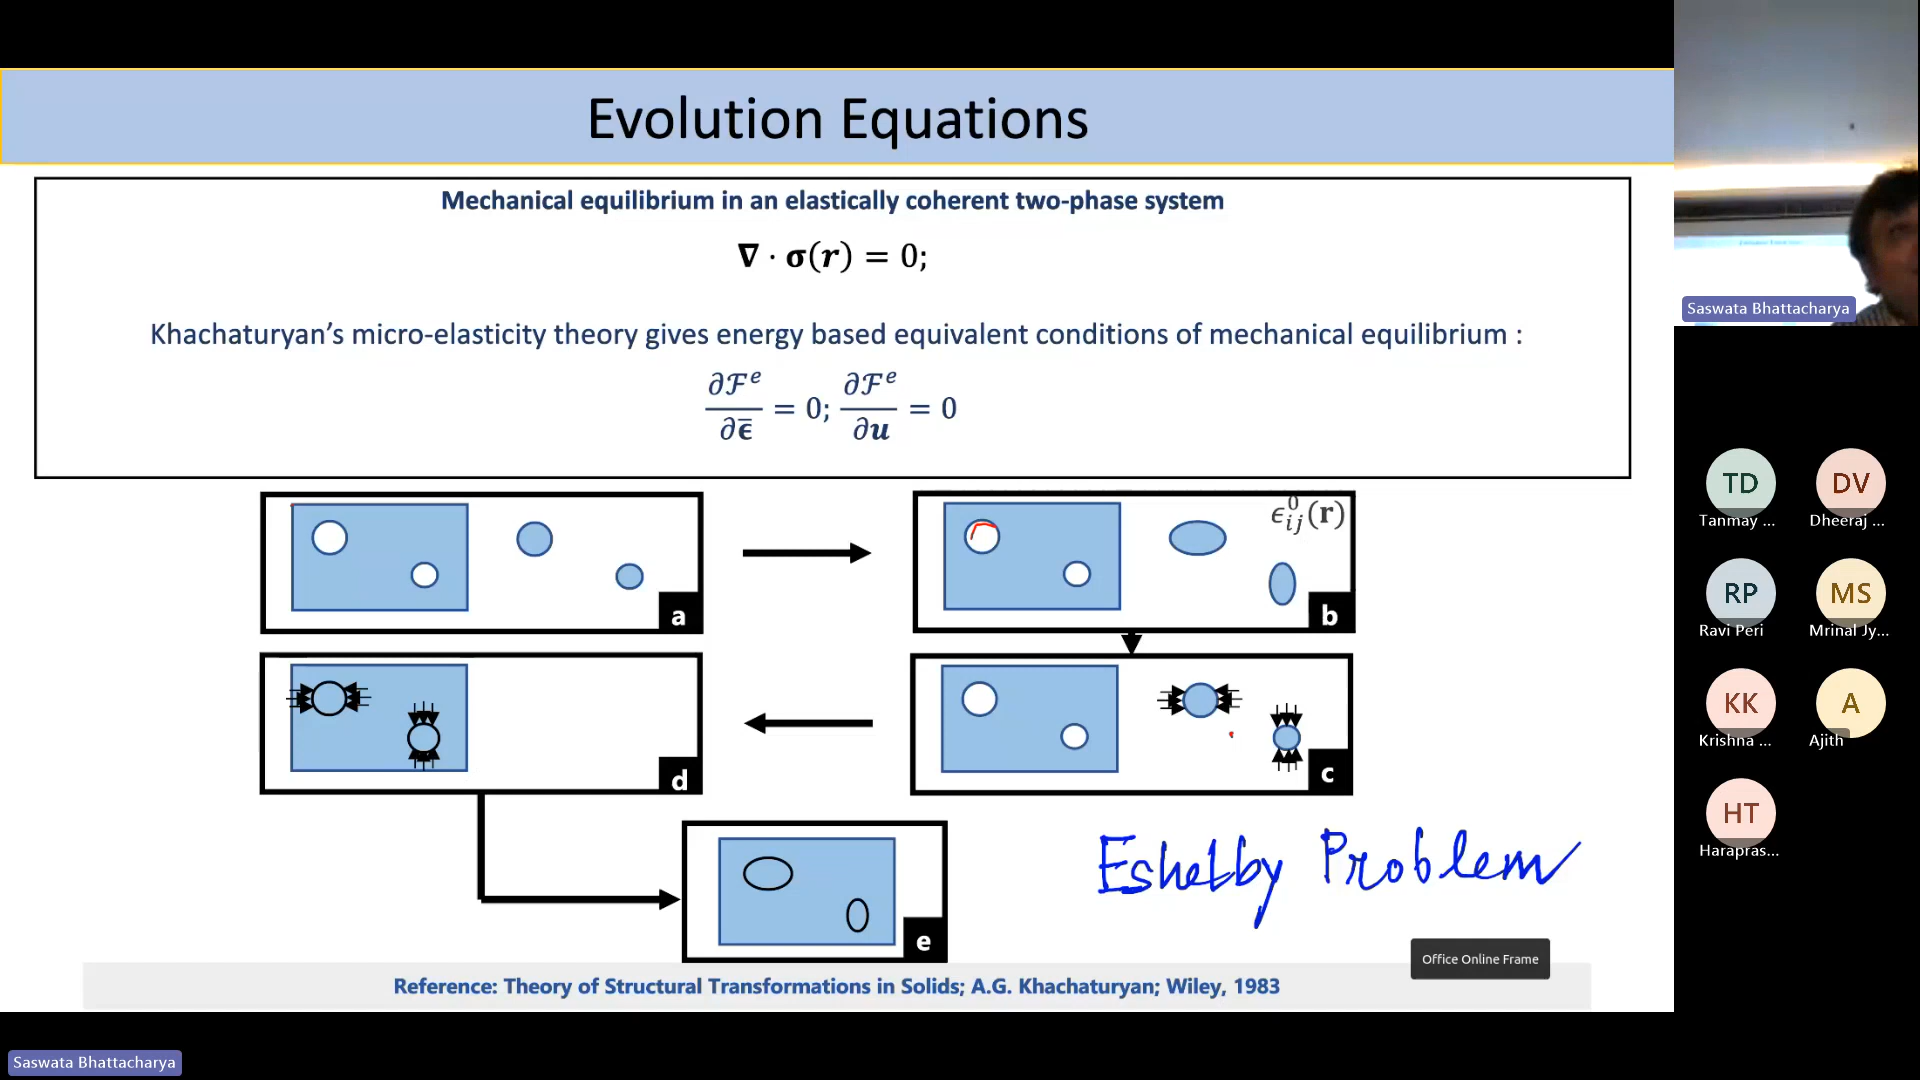 Evolution Equations
Mechanical equilibrium in an elastically coherent two-phase system
∇ · σ(r) = 0;
Khachaturyan's micro-elasticity theory gives energy based equivalent conditions of mechanical equilibrium :
∂ℱᵉ/∂ε̄ = 0; ∂ℱᵉ/∂u = 0
a
ϵ⁰ᵢⱼ(r)
b
d
c
e
Eshelby Problem
Office Online Frame
Reference: Theory of Structural Transformations in Solids; A.G. Khachaturyan; Wiley, 1983
Saswata Bhattacharya
Saswata Bhattacharya
TD
Tanmay ...
DV
Dheeraj ...
RP
Ravi Peri
MS
Mrinal Jy...
KK
Krishna ...
A
Ajith
HT
Harapras...